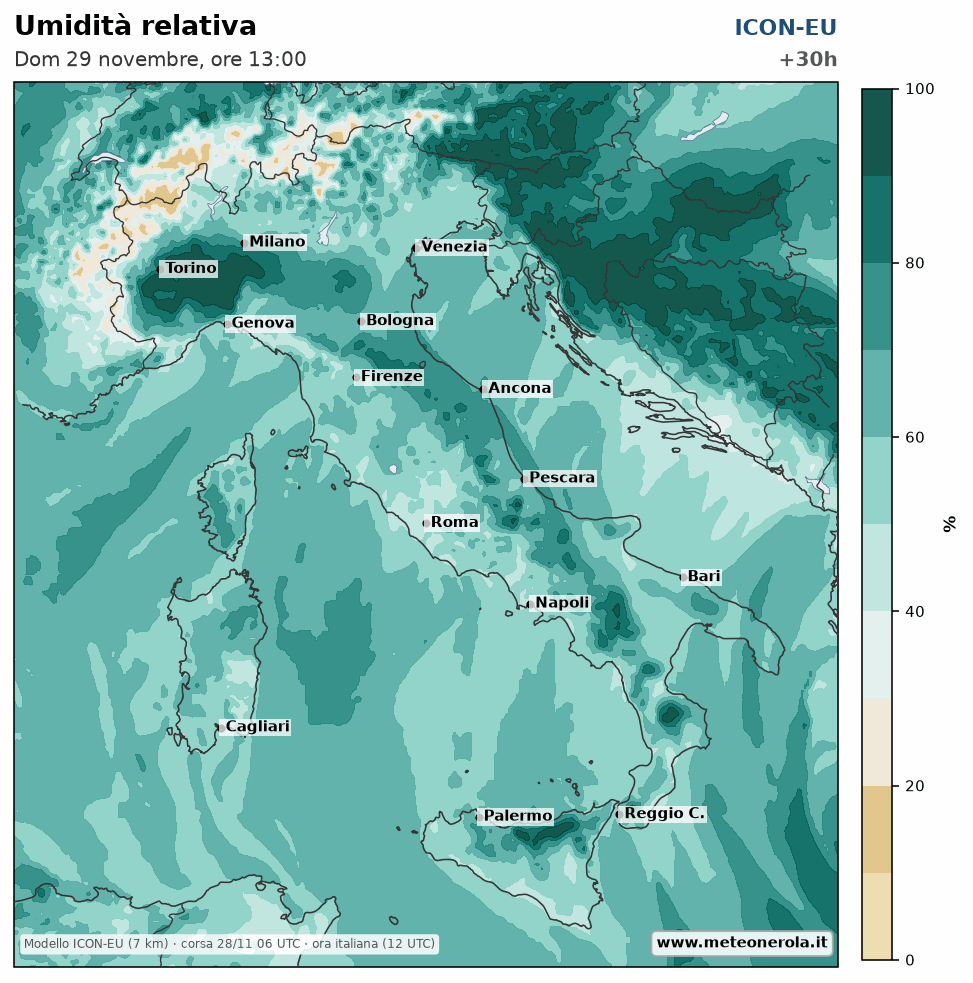 Umidità relativa
ICON-EU
Dom 29 novembre, ore 13:00
+30h
100
80
60
40
20
0
%
Milano
Venezia
Torino
Genova
Bologna
Firenze
Ancona
Pescara
Roma
Bari
Napoli
Cagliari
Palermo
Reggio C.
Modello ICON-EU (7 km) · corsa 28/11 06 UTC · ora italiana (12 UTC)
www.meteonerola.it